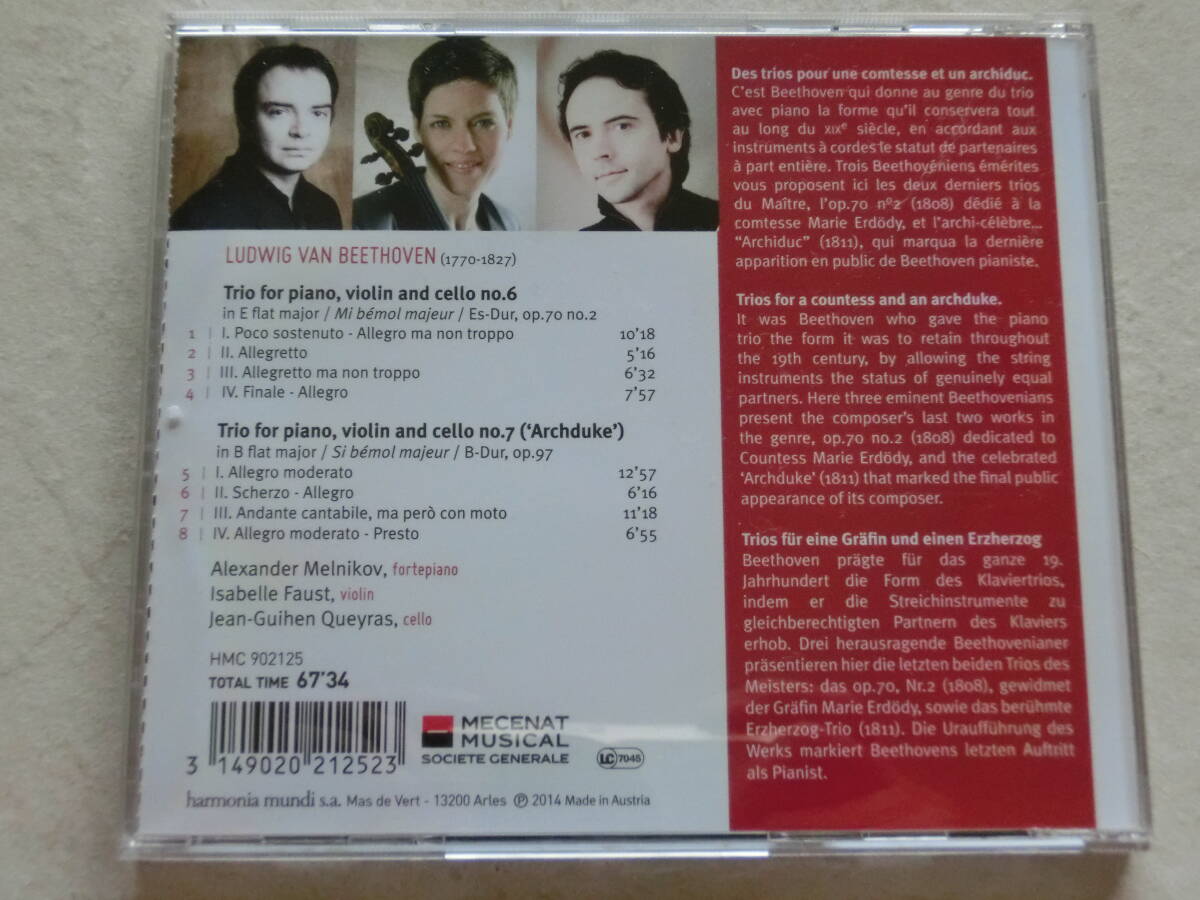 LUDWIG VAN BEETHOVEN (1770-1827)
Trio for piano, violin and cello no.6
in E flat major / Mi bémol majeur / Es-Dur, op.70 no.2
1 | I. Poco sostenuto - Allegro ma non troppo 10'18
2 | II. Allegretto 5'16
3 | III. Allegretto ma non troppo 6'32
4 | IV. Finale - Allegro 7'57
Trio for piano, violin and cello no.7 ('Archduke')
in B flat major / Si bémol majeur / B-Dur, op.97
5 | I. Allegro moderato 12'57
6 | II. Scherzo - Allegro 6'16
7 | III. Andante cantabile, ma però con moto 11'18
8 | IV. Allegro moderato - Presto 6'55
Alexander Melnikov, fortepiano
Isabelle Faust, violin
Jean-Guihen Queyras, cello
HMC 902125
TOTAL TIME 67'34
3 149020 212523
MECENAT
MUSICAL
SOCIETE GENERALE
LC 7045
harmonia mundi s.a. Mas de Vert - 13200 Arles ℗ 2014 Made in Austria
Des trios pour une comtesse et un archiduc.
C'est Beethoven qui donne au genre du trio
avec piano la forme qu'il conservera tout
au long du XIXe siècle, en accordant aux
instruments à cordes le statut de partenaires
à part entière. Trois Beethovéniens émérites
vous proposent ici les deux derniers trios
du Maître, l'op.70 nº2 (1808) dédié à la
comtesse Marie Erdödy, et l'archi-célèbre...
"Archiduc" (1811), qui marqua la dernière
apparition en public de Beethoven pianiste.
Trios for a countess and an archduke.
It was Beethoven who gave the piano
trio the form it was to retain throughout
the 19th century, by allowing the string
instruments the status of genuinely equal
partners. Here three eminent Beethovenians
present the composer's last two works in
the genre, op.70 no.2 (1808) dedicated to
Countess Marie Erdödy, and the celebrated
'Archduke' (1811) that marked the final public
appearance of its composer.
Trios für eine Gräfin und einen Erzherzog
Beethoven prägte für das ganze 19.
Jahrhundert die Form des Klaviertrios,
indem er die Streichinstrumente zu
gleichberechtigten Partnern des Klaviers
erhob. Drei herausragende Beethovenianer
präsentieren hier die letzten beiden Trios des
Meisters: das op.70, Nr.2 (1808), gewidmet
der Gräfin Marie Erdödy, sowie das berühmte
Erzherzog-Trio (1811). Die Uraufführung des
Werks markiert Beethovens letzten Auftritt
als Pianist.